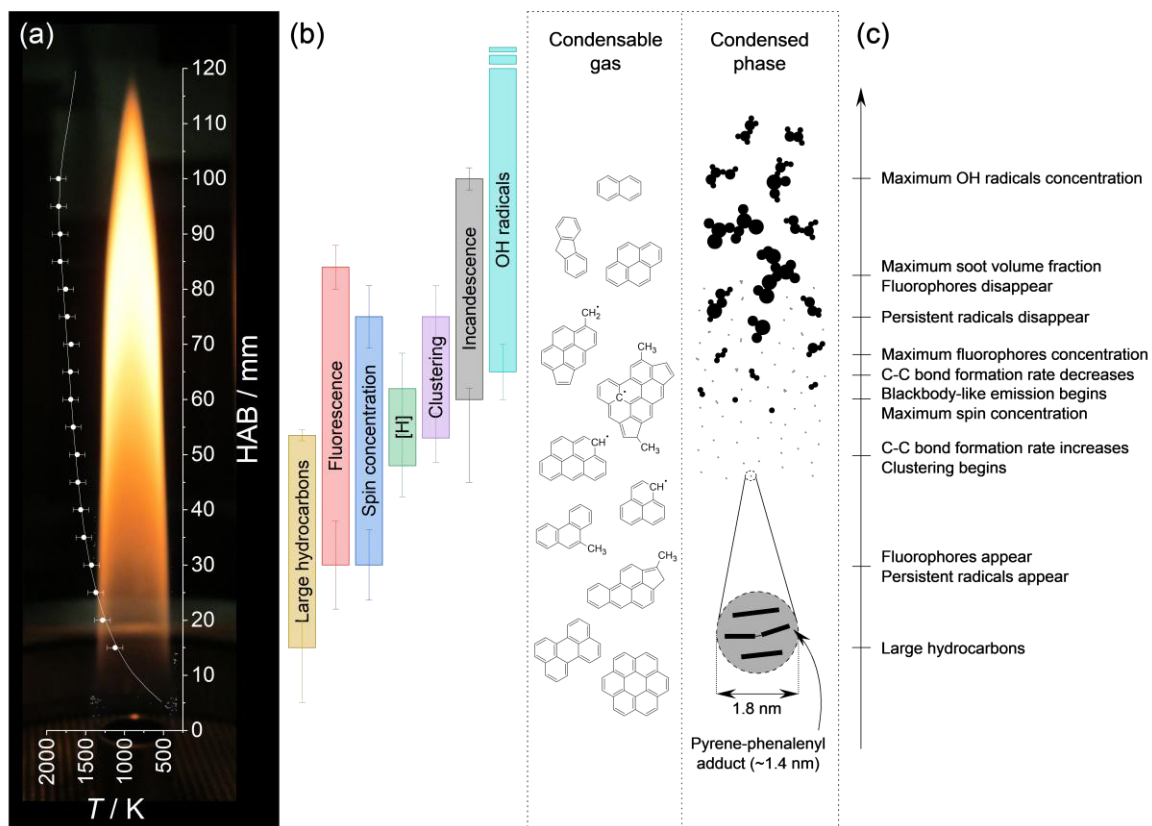 (a)
120
110
100
90
80
70
60
50
40
30
20
10
0
HAB / mm
2000
1500
1000
500
T / K
(b)
Large hydrocarbons
Fluorescence
Spin concentration
[H]
Clustering
Incandescence
OH radicals
Condensable
gas
CH2•
CH3
C•
CH3
CH•
CH•
CH3
CH3
Condensed
phase
1.8 nm
Pyrene-phenalenyl
adduct (~1.4 nm)
(c)
Maximum OH radicals concentration
Maximum soot volume fraction
Fluorophores disappear
Persistent radicals disappear
Maximum fluorophores concentration
C-C bond formation rate decreases
Blackbody-like emission begins
Maximum spin concentration
C-C bond formation rate increases
Clustering begins
Fluorophores appear
Persistent radicals appear
Large hydrocarbons